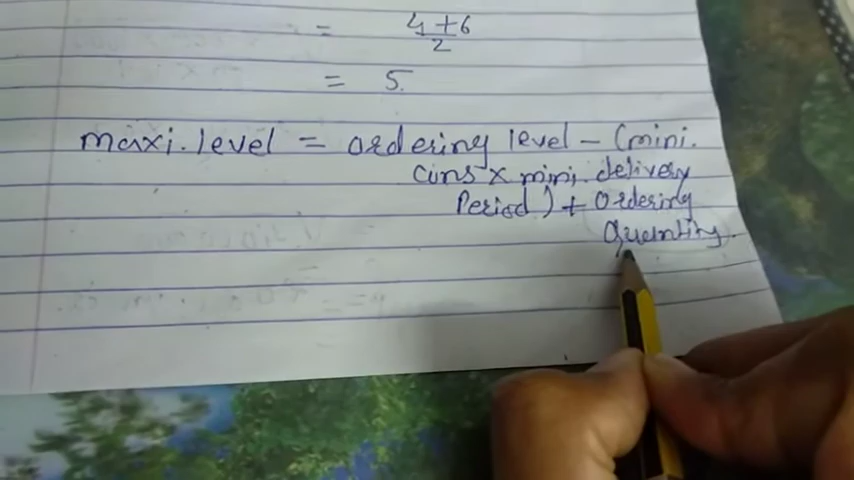 = 4+6
2
= 5.
maxi. level = ordering level - (mini.
Cons x mini. delivery
Period) + Ordering
Quantity.